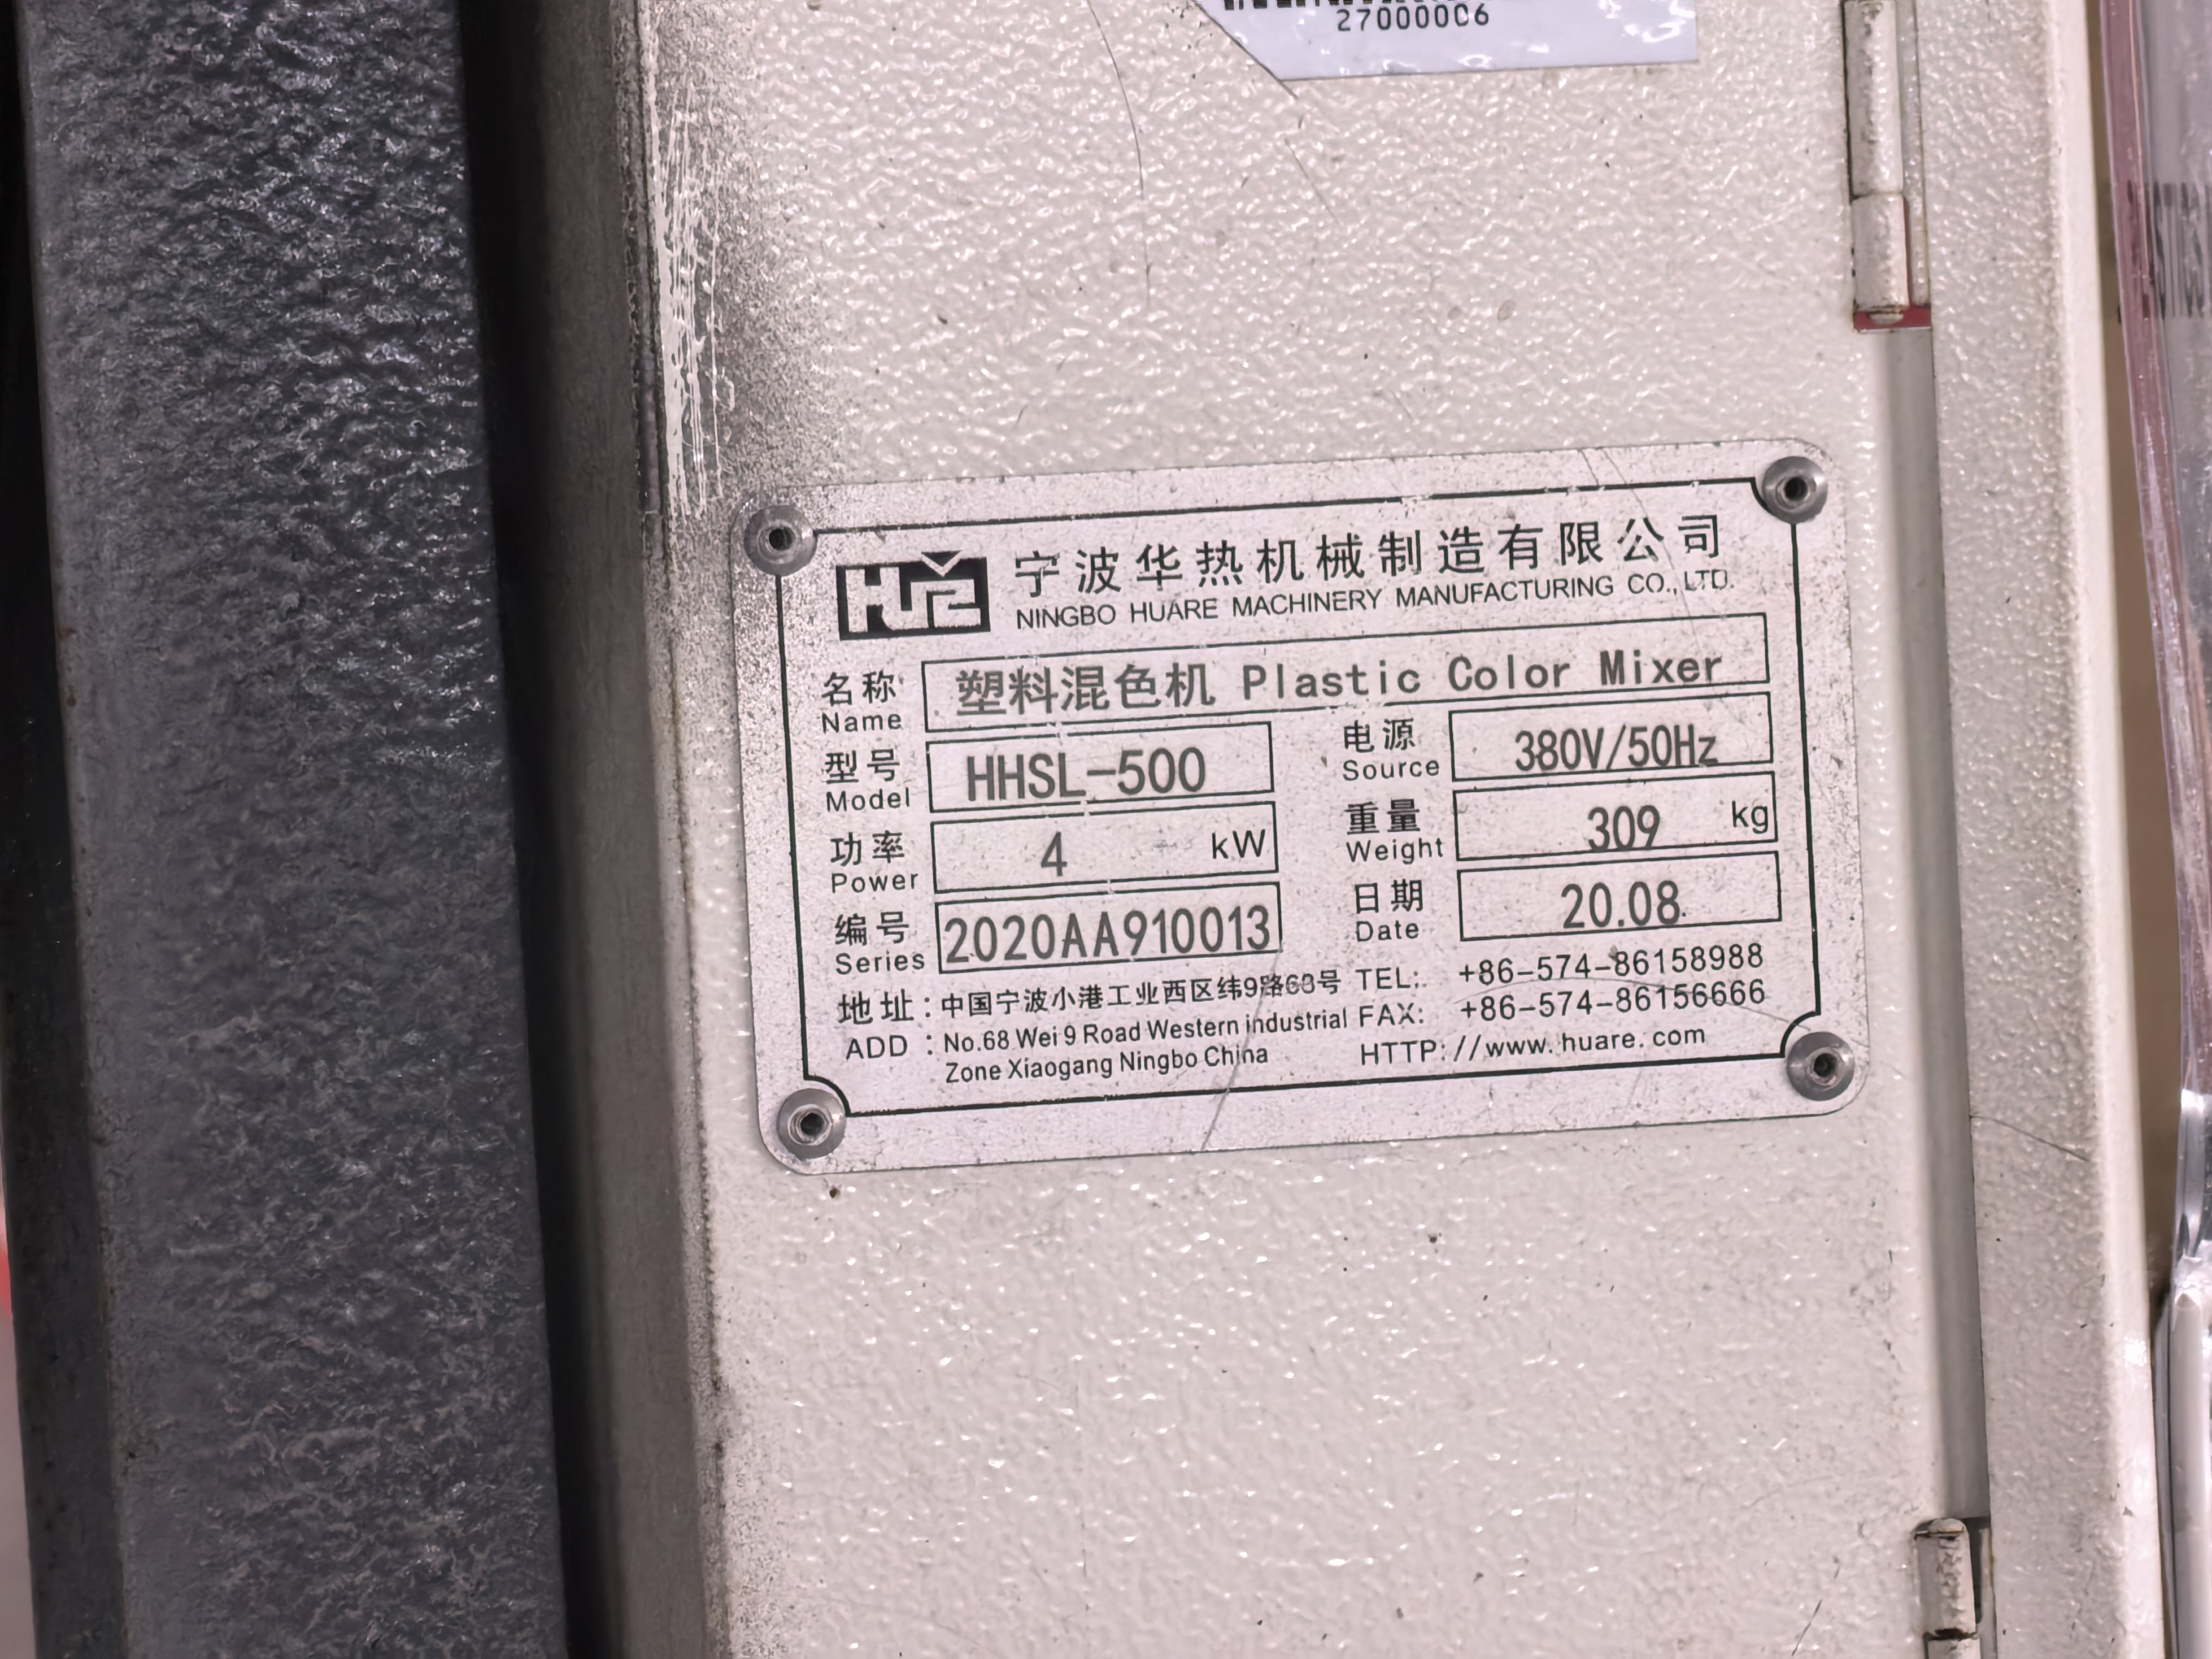 27000006
宁波华热机械制造有限公司
NINGBO HUARE MACHINERY MANUFACTURING CO., LTD.
名称 塑料混色机 Plastic Color Mixer
Name
型号 HHSL-500 电源 380V/50Hz
Model Source
功率 4 kW 重量 309 kg
Power Weight
编号 2020AA910013 日期 20.08
Series Date
地址：中国宁波小港工业西区纬9路68号 TEL: +86-574-86158988
ADD : No.68 Wei 9 Road Western industrial FAX: +86-574-86156666
Zone Xiaogang Ningbo China HTTP://www.huare.com